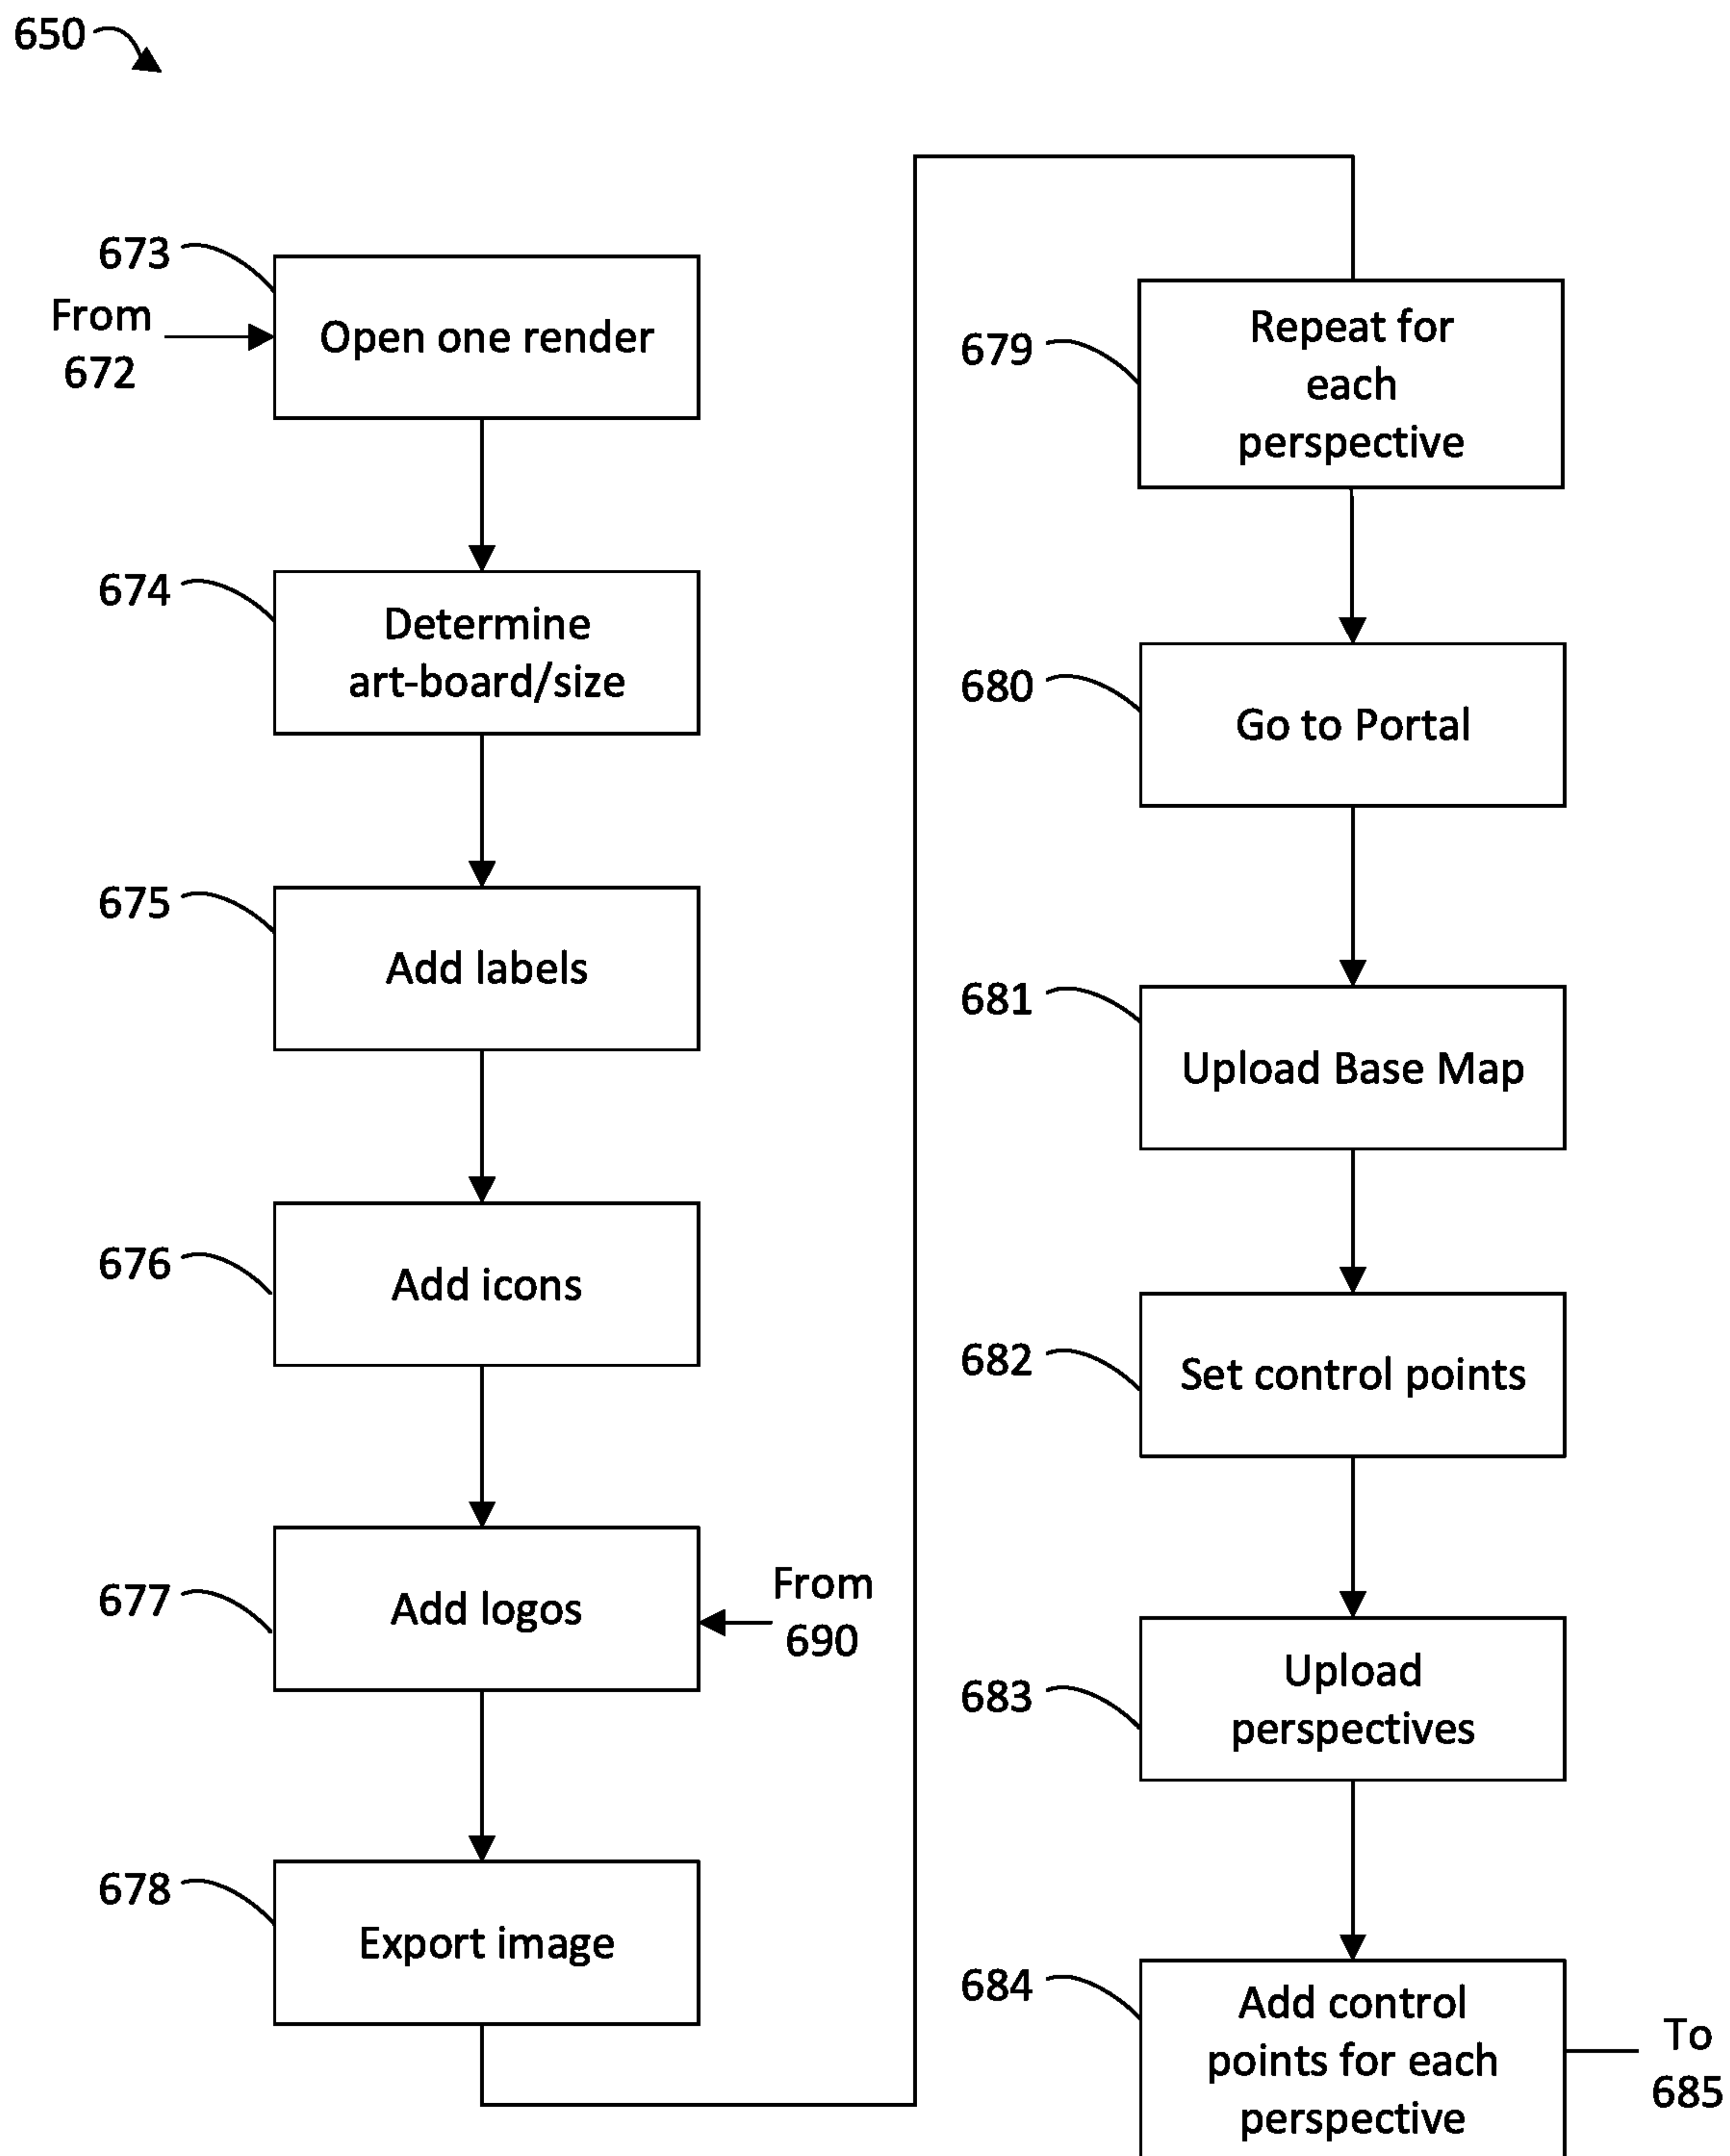 650
673
From
672
Open one render
674
Determine
art-board/size
675
Add labels
676
Add icons
677
Add logos
From
690
678
Export image
679
Repeat for
each
perspective
680
Go to Portal
681
Upload Base Map
682
Set control points
683
Upload
perspectives
684
Add control
points for each
perspective
To
685